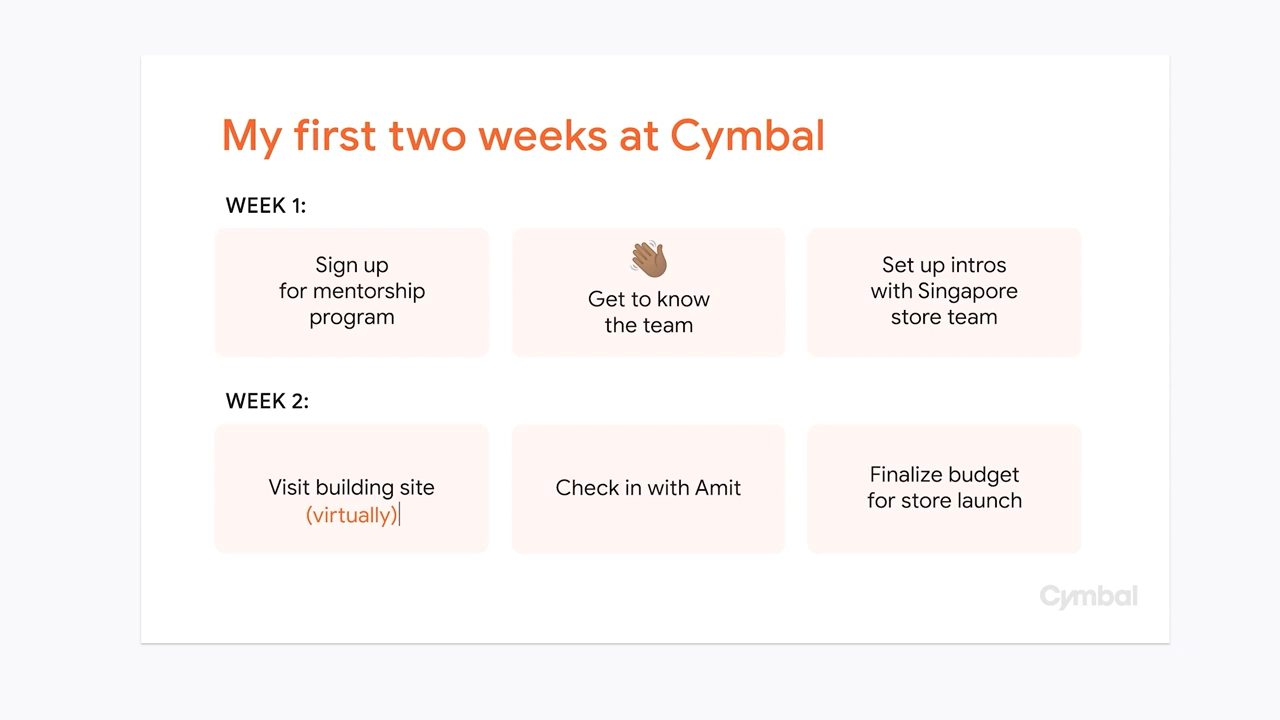 My first two weeks at Cymbal
WEEK 1:
Sign up
for mentorship
program
Get to know
the team
Set up intros
with Singapore
store team
WEEK 2:
Visit building site
(virtually)
Check in with Amit
Finalize budget
for store launch
Cymbal